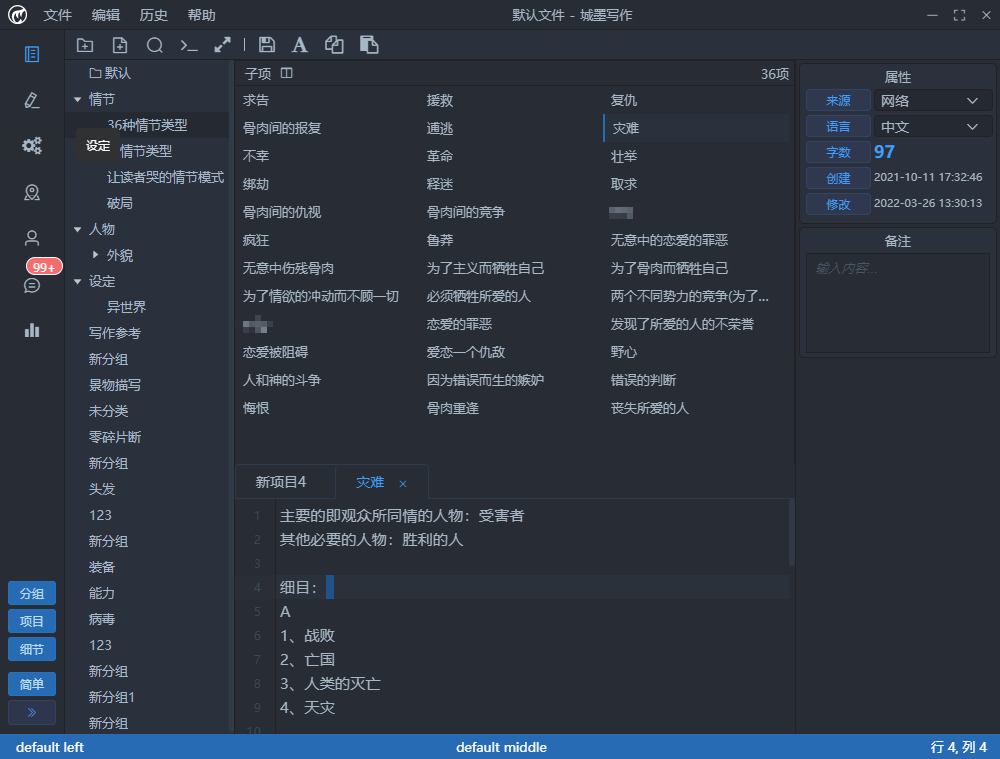 文件 编辑 历史 帮助 默认文件 - 城墨写作
默认
情节
36种情节类型
设定 情节类型
让读者哭的情节模式
破局
人物
外貌
设定
异世界
写作参考
新分组
景物描写
未分类
零碎片断
新分组
头发
123
新分组
装备
能力
病毒
123
新分组
新分组1
新分组
99+
分组
项目
细节
简单
子项 36项
求告 援救 复仇
骨肉间的报复 逋逃 灾难
不幸 革命 壮举
绑劫 释迷 取求
骨肉间的仇视 骨肉间的竞争
疯狂 鲁莽 无意中的恋爱的罪恶
无意中伤残骨肉 为了主义而牺牲自己 为了骨肉而牺牲自己
为了情欲的冲动而不顾一切 必须牺牲所爱的人 两个不同势力的竞争(为了...
恋爱的罪恶 发现了所爱的人的不荣誉
恋爱被阻碍 爱恋一个仇敌 野心
人和神的斗争 因为错误而生的嫉妒 错误的判断
悔恨 骨肉重逢 丧失所爱的人
新项目4 灾难 ×
1 主要的即观众所同情的人物：受害者
2 其他必要的人物：胜利的人
3
4 细目：
5 A
6 1、战败
7 2、亡国
8 3、人类的灭亡
9 4、天灾
10
属性
来源 网络
语言 中文
字数 97
创建 2021-10-11 17:32:46
修改 2022-03-26 13:30:13
备注
输入内容...
default left default middle 行 4, 列 4